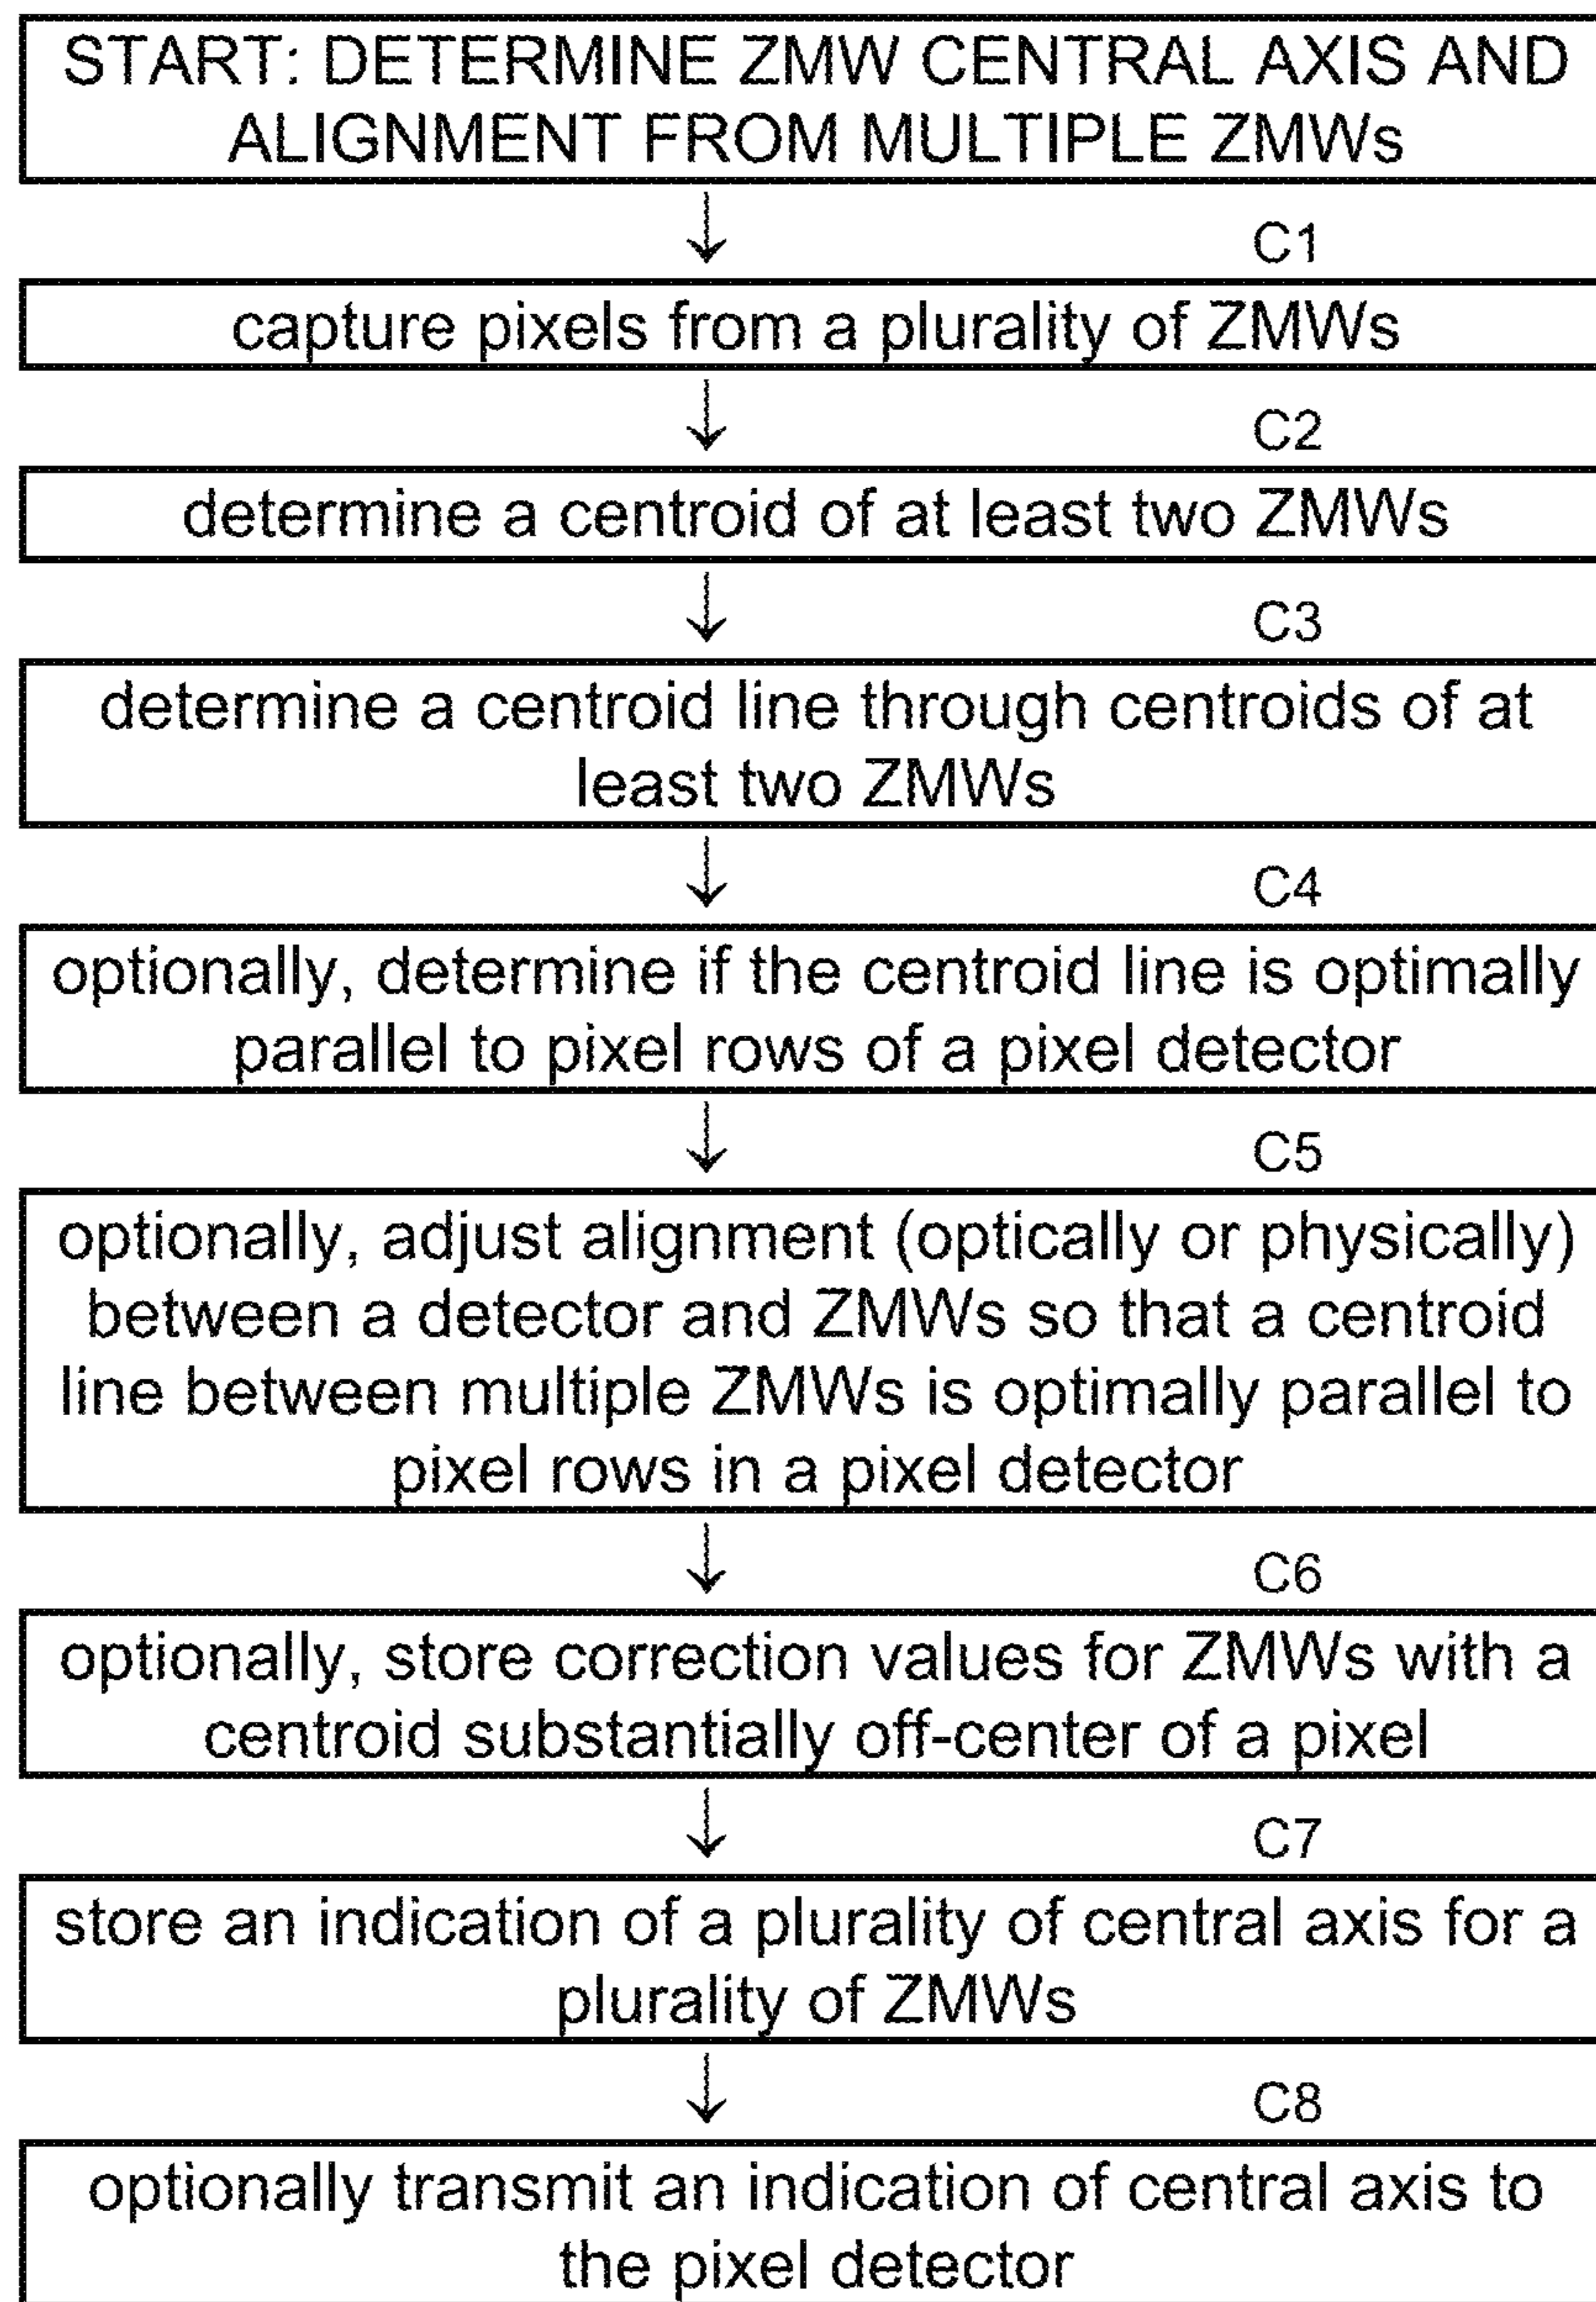 START: DETERMINE ZMW CENTRAL AXIS AND
ALIGNMENT FROM MULTIPLE ZMWs
C1
capture pixels from a plurality of ZMWs
C2
determine a centroid of at least two ZMWs
C3
determine a centroid line through centroids of at
least two ZMWs
C4
optionally, determine if the centroid line is optimally
parallel to pixel rows of a pixel detector
C5
optionally, adjust alignment (optically or physically)
between a detector and ZMWs so that a centroid
line between multiple ZMWs is optimally parallel to
pixel rows in a pixel detector
C6
optionally, store correction values for ZMWs with a
centroid substantially off-center of a pixel
C7
store an indication of a plurality of central axis for a
plurality of ZMWs
C8
optionally transmit an indication of central axis to
the pixel detector